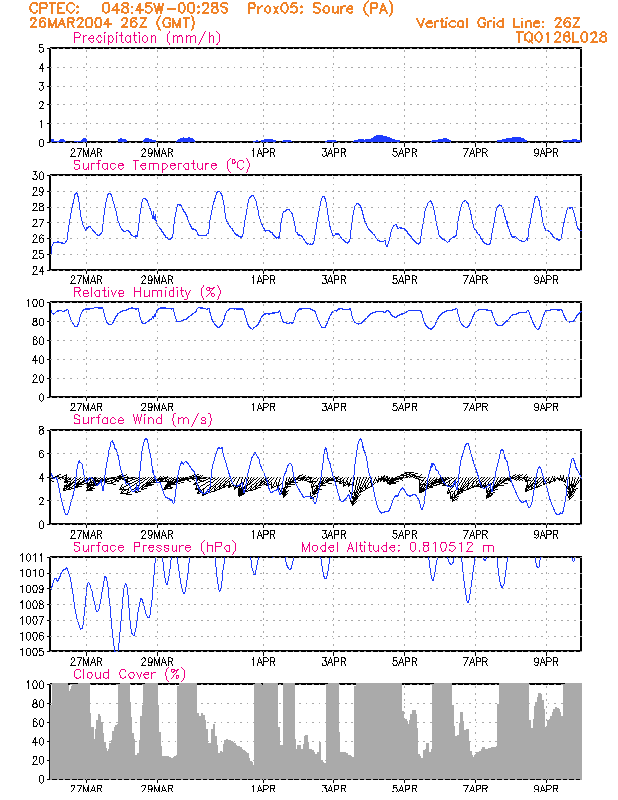 CPTEC: 048:45W-00:28S Prox05: Soure (PA)
26MAR2004 26Z (GMT) Vertical Grid Line: 26Z
Precipitation (mm/h) TQ0126L028
5
4
3
2
1
0
27MAR 29MAR 1APR 3APR 5APR 7APR 9APR
Surface Temperature (ºC)
30
29
28
27
26
25
24
27MAR 29MAR 1APR 3APR 5APR 7APR 9APR
Relative Humidity (%)
100
80
60
40
20
0
27MAR 29MAR 1APR 3APR 5APR 7APR 9APR
Surface Wind (m/s)
8
6
4
2
0
27MAR 29MAR 1APR 3APR 5APR 7APR 9APR
Surface Pressure (hPa) Model Altitude: 0.810512 m
1011
1010
1009
1008
1007
1006
1005
27MAR 29MAR 1APR 3APR 5APR 7APR 9APR
Cloud Cover (%)
100
80
60
40
20
0
27MAR 29MAR 1APR 3APR 5APR 7APR 9APR